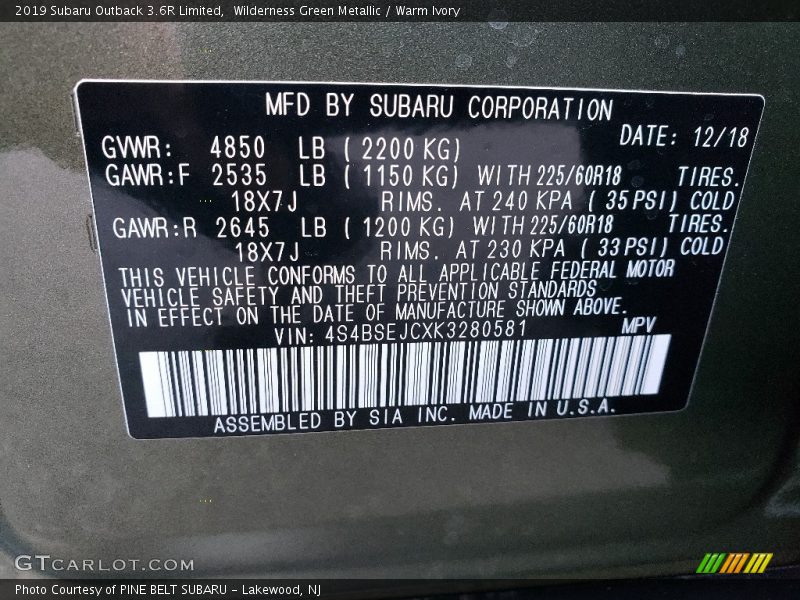 2019 Subaru Outback 3.6R Limited,  Wilderness Green Metallic / Warm Ivory
MFD BY SUBARU CORPORATION
GVWR: 4850 LB ( 2200 KG) DATE: 12/18
GAWR:F 2535 LB ( 1150 KG) WITH 225/60R18 TIRES.
18X7J RIMS. AT 240 KPA ( 35 PSI) COLD
GAWR:R 2645 LB ( 1200 KG) WITH 225/60R18 TIRES.
18X7J RIMS. AT 230 KPA ( 33 PSI) COLD
THIS VEHICLE CONFORMS TO ALL APPLICABLE FEDERAL MOTOR
VEHICLE SAFETY AND THEFT PREVENTION STANDARDS
IN EFFECT ON THE DATE OF MANUFACTURE SHOWN ABOVE.
VIN: 4S4BSEJCXK3280581 MPV
ASSEMBLED BY SIA INC. MADE IN U.S.A.
GTCARLOT.COM
Photo Courtesy of PINE BELT SUBARU - Lakewood, NJ